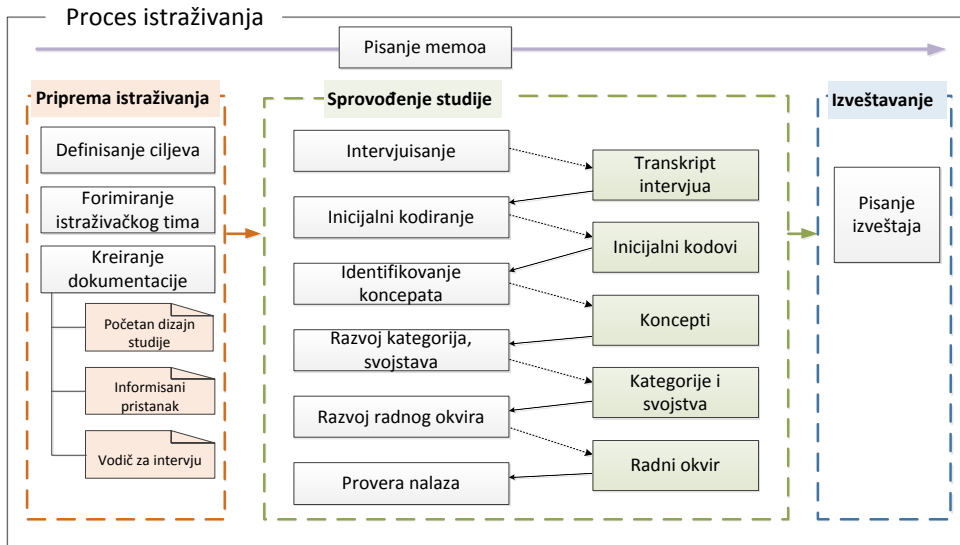 Proces istraživanja
Pisanje memoa
Priprema istraživanja
Definisanje ciljeva
Forimiranje
istraživačkog tima
Kreiranje
dokumentacije
Početan dizajn
studije
Informisani
pristanak
Vodič za intervju
Sprovođenje studije
Intervjuisanje
Transkript
intervjua
Inicijalni kodiranje
Inicijalni kodovi
Identifikovanje
koncepata
Koncepti
Razvoj kategorija,
svojstava
Kategorije i
svojstva
Razvoj radnog okvira
Radni okvir
Provera nalaza
Izveštavanje
Pisanje
izveštaja